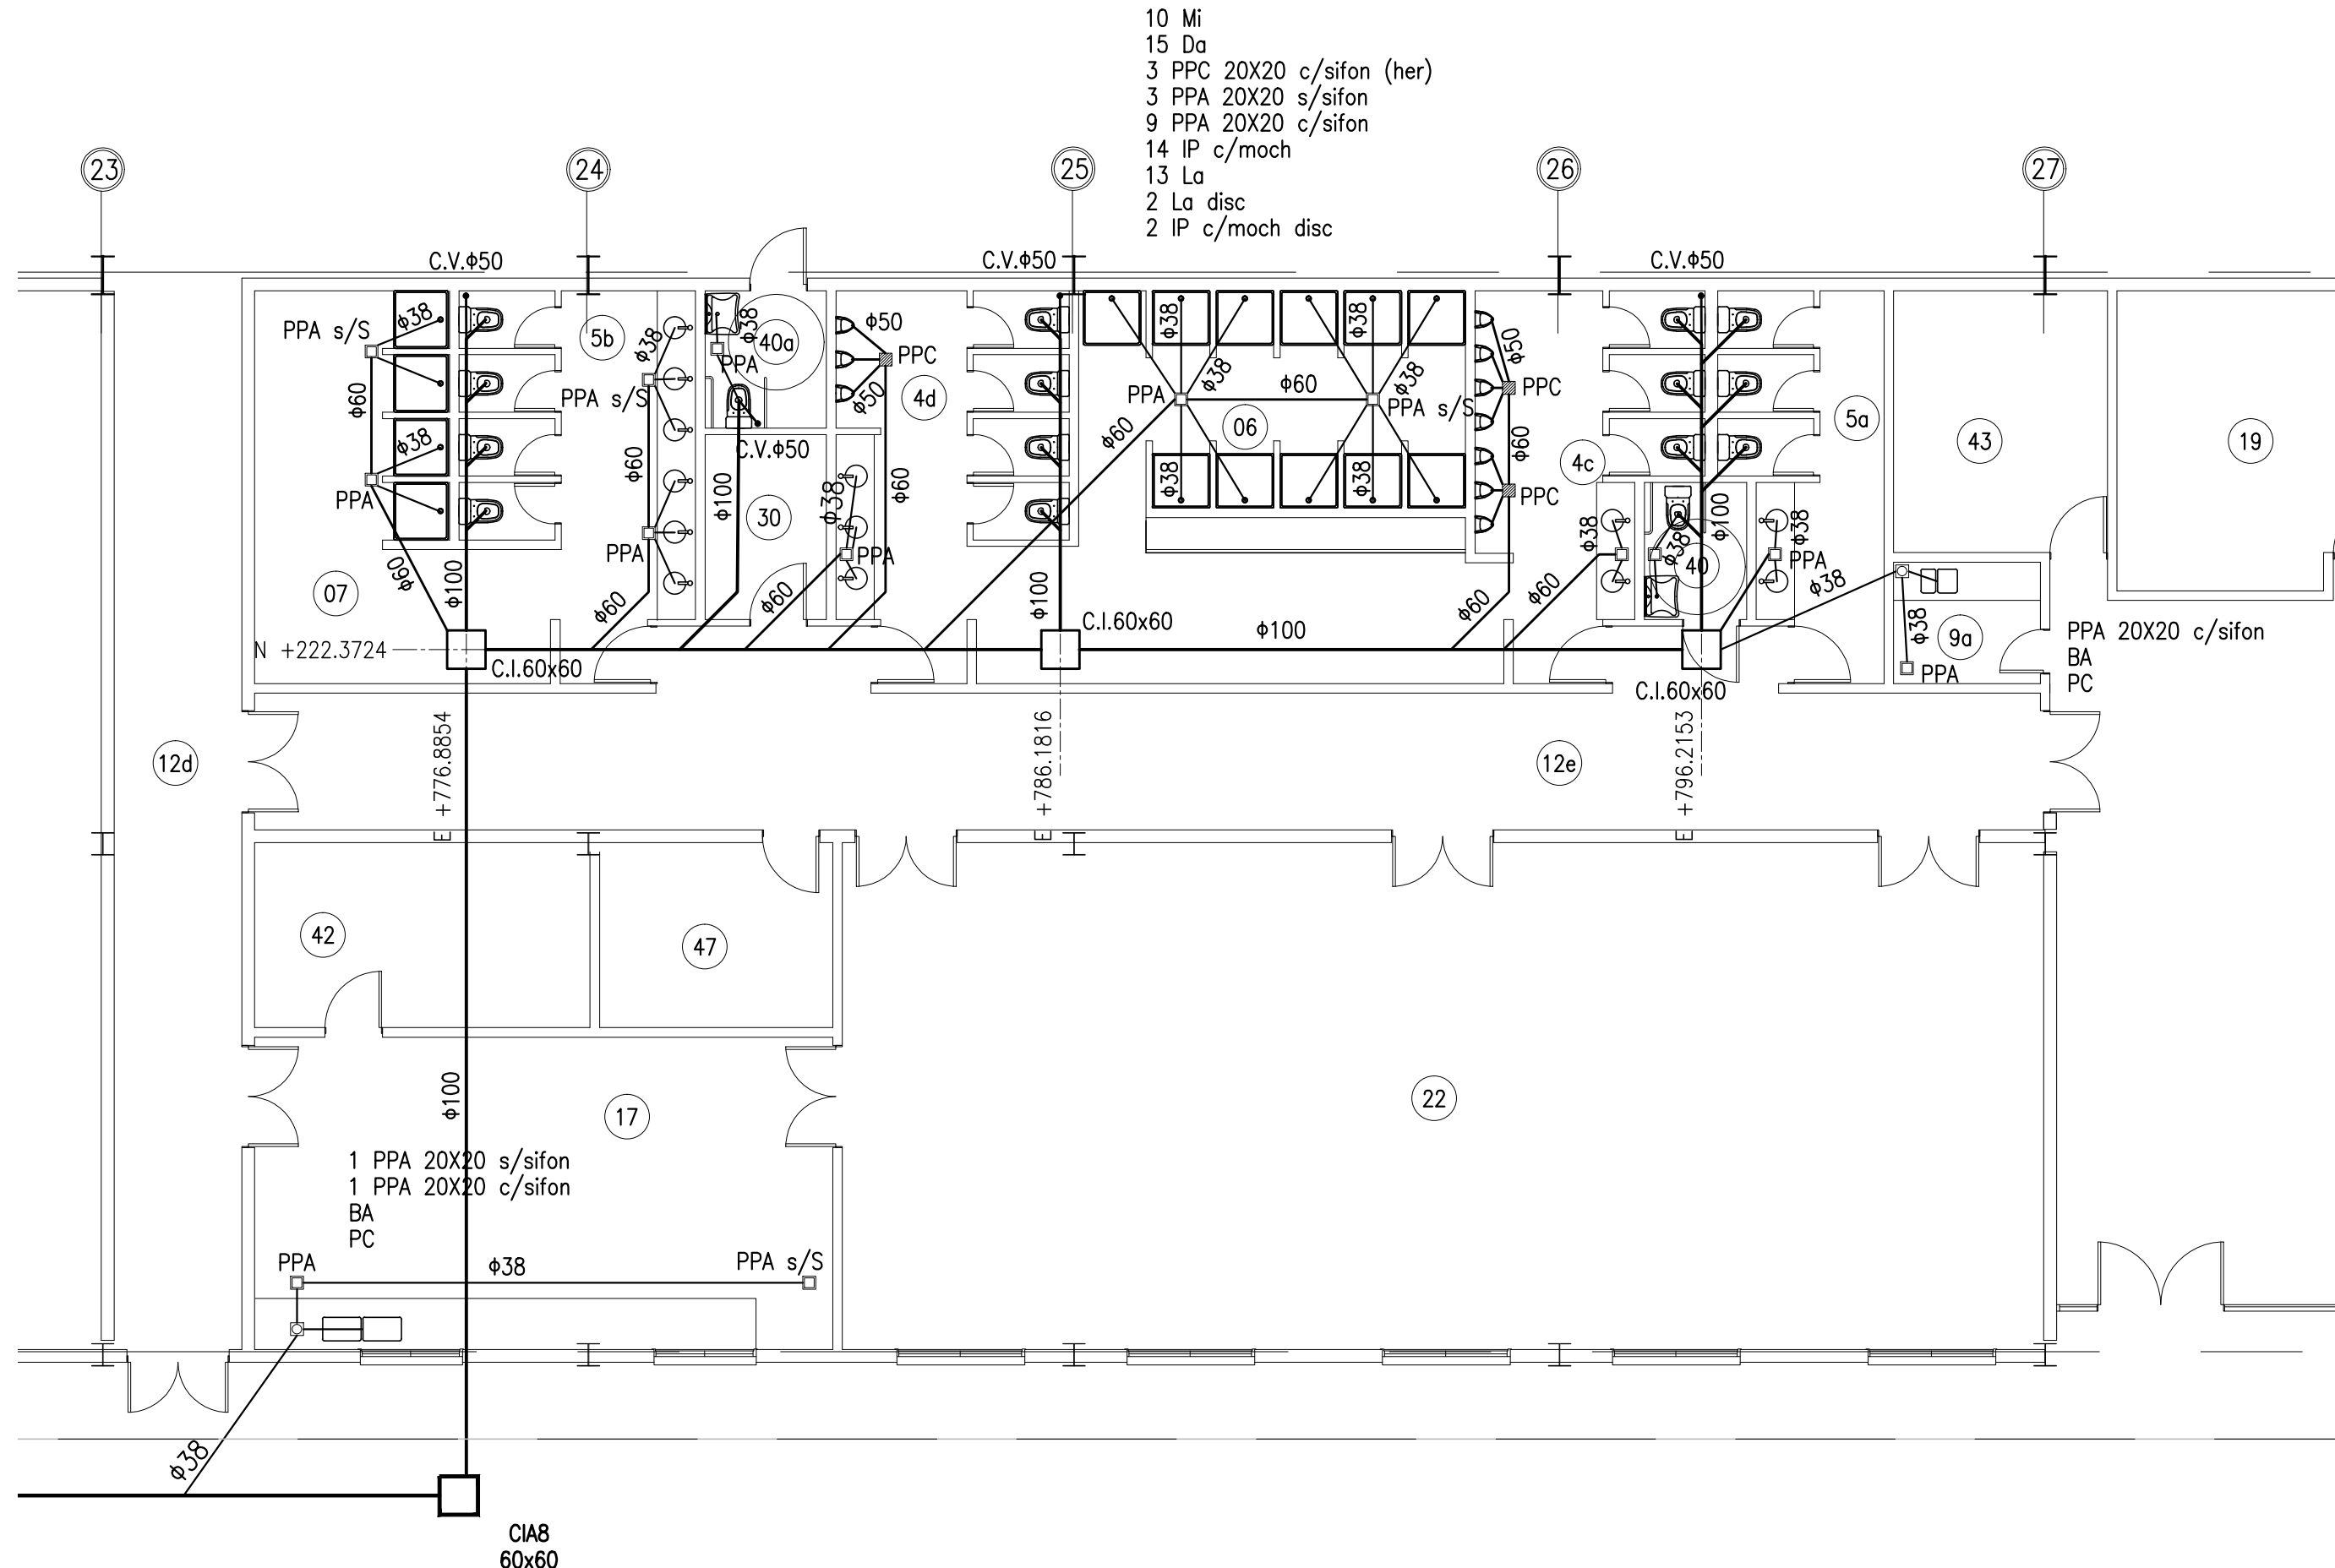 10 Mi
15 Da
3 PPC 20X20 c/sifon (her)
3 PPA 20X20 s/sifon
9 PPA 20X20 c/sifon
14 IP c/moch
13 La
2 La disc
2 IP c/moch disc
23
24
25
26
27
C.V.ϕ50
C.V.ϕ50
C.V.ϕ50
PPA s/S
ϕ38
5b
ϕ38
ϕ38
40a
PPA
ϕ50
PPC
ϕ50
4d
ϕ38
ϕ38
ϕ50
PPC
ϕ60
PPA s/S
PPA
ϕ38
ϕ60
ϕ38
PPA s/S
06
5a
43
19
ϕ38
PPA
ϕ60
C.V.ϕ50
ϕ100
30
ϕ38
PPA
ϕ60
ϕ60
ϕ38
ϕ38
ϕ60
PPC
4c
ϕ100
PPA
ϕ38
ϕ38
40
ϕ38
PPA
ϕ60
07
ϕ100
ϕ60
ϕ60
ϕ100
C.I.60x60
ϕ100
ϕ60
ϕ60
ϕ38
ϕ38
9a
PPA
PPA 20X20 c/sifon
BA
PC
N +222.3724
C.I.60x60
C.I.60x60
+776.8854
+786.1816
+796.2153
12d
12e
42
47
ϕ100
17
22
1 PPA 20X20 s/sifon
1 PPA 20X20 c/sifon
BA
PC
PPA
ϕ38
PPA s/S
ϕ38
CIA8
60x60